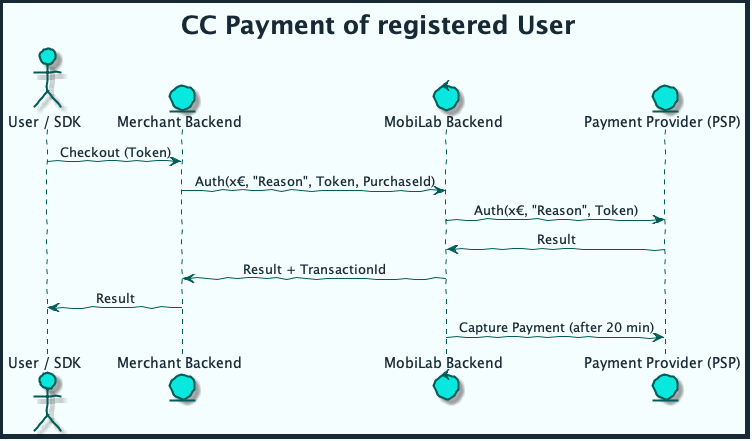 CC Payment of registered User
User / SDK
Merchant Backend
MobiLab Backend
Payment Provider (PSP)
Checkout (Token)
Auth(x€, "Reason", Token, PurchaseId)
Auth(x€, "Reason", Token)
Result
Result + TransactionId
Result
Capture Payment (after 20 min)
User / SDK
Merchant Backend
MobiLab Backend
Payment Provider (PSP)